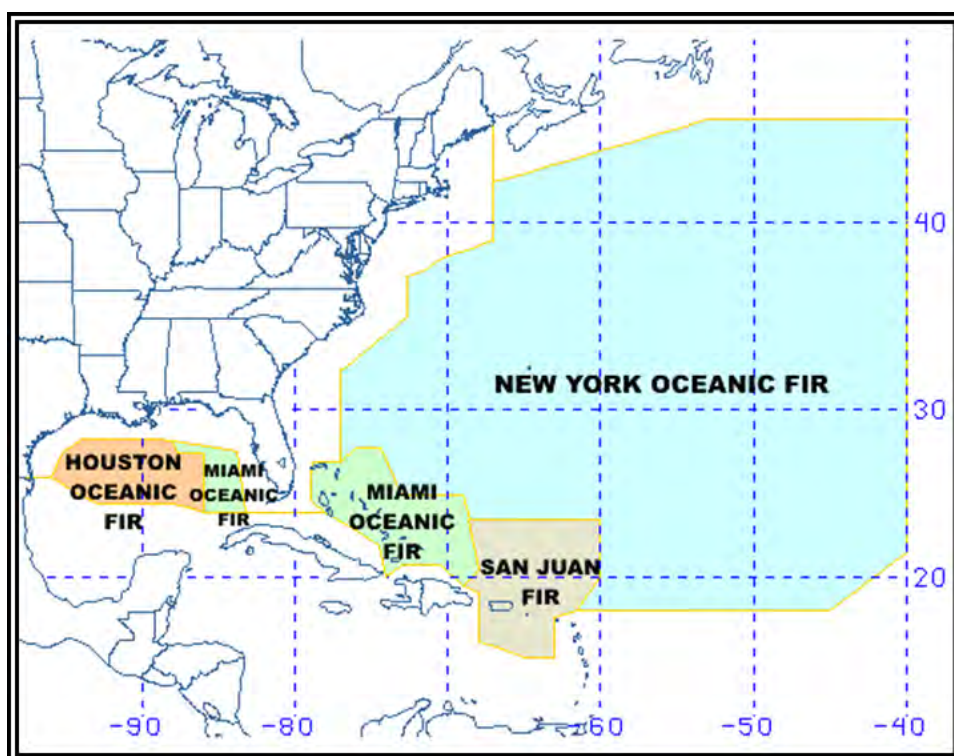 40
NEW YORK OCEANIC FIR
30
HOUSTON
OCEANIC
FIR
MIAMI
OCEANIC
FIR
MIAMI
OCEANIC
FIR
SAN JUAN
FIR
20
-90
-80
-60
-50
-40